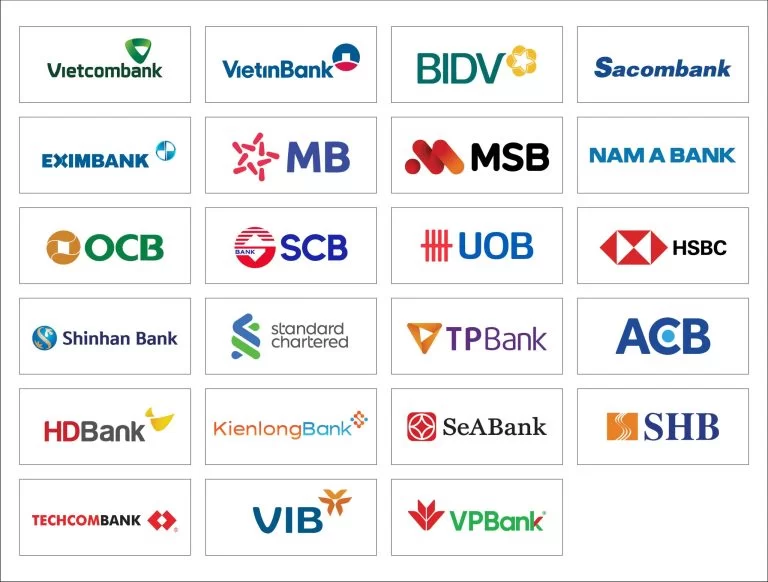 Vietcombank
VietinBank
BIDV
Sacombank
EXIMBANK
MB
MSB
NAM A BANK
OCB
BANK
SCB
UOB
HSBC
Shinhan Bank
standard
chartered
TPBank
ACB
HDBank
KienlongBank
SeABank
SHB
TECHCOMBANK
®
VIB
VPBank